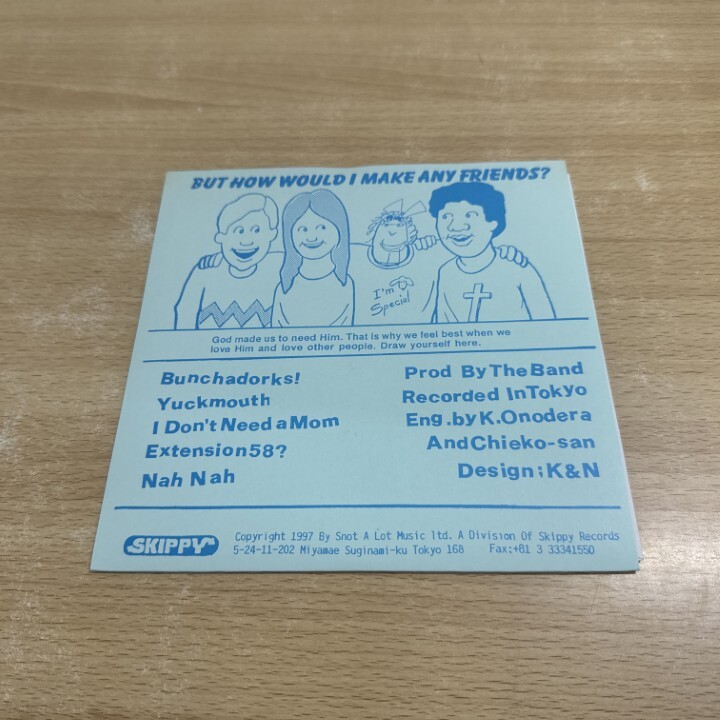 BUT HOW WOULD I MAKE ANY FRIENDS?
I'm
Special
God made us to need Him. That is why we feel best when we
love Him and love other people. Draw yourself here.
Bunchadorks!
Yuckmouth
I Don't Need a Mom
Extension58?
Nah Nah
Prod By The Band
Recorded In Tokyo
Eng.by K.Onodera
And Chieko-san
Design;K&N
SKIPPY
Copyright 1997 By Snot A Lot Music ltd. A Division Of Skippy Records
5-24-11-202 Miyamae Suginami-ku Tokyo 168 Fax:+81 3 33341550